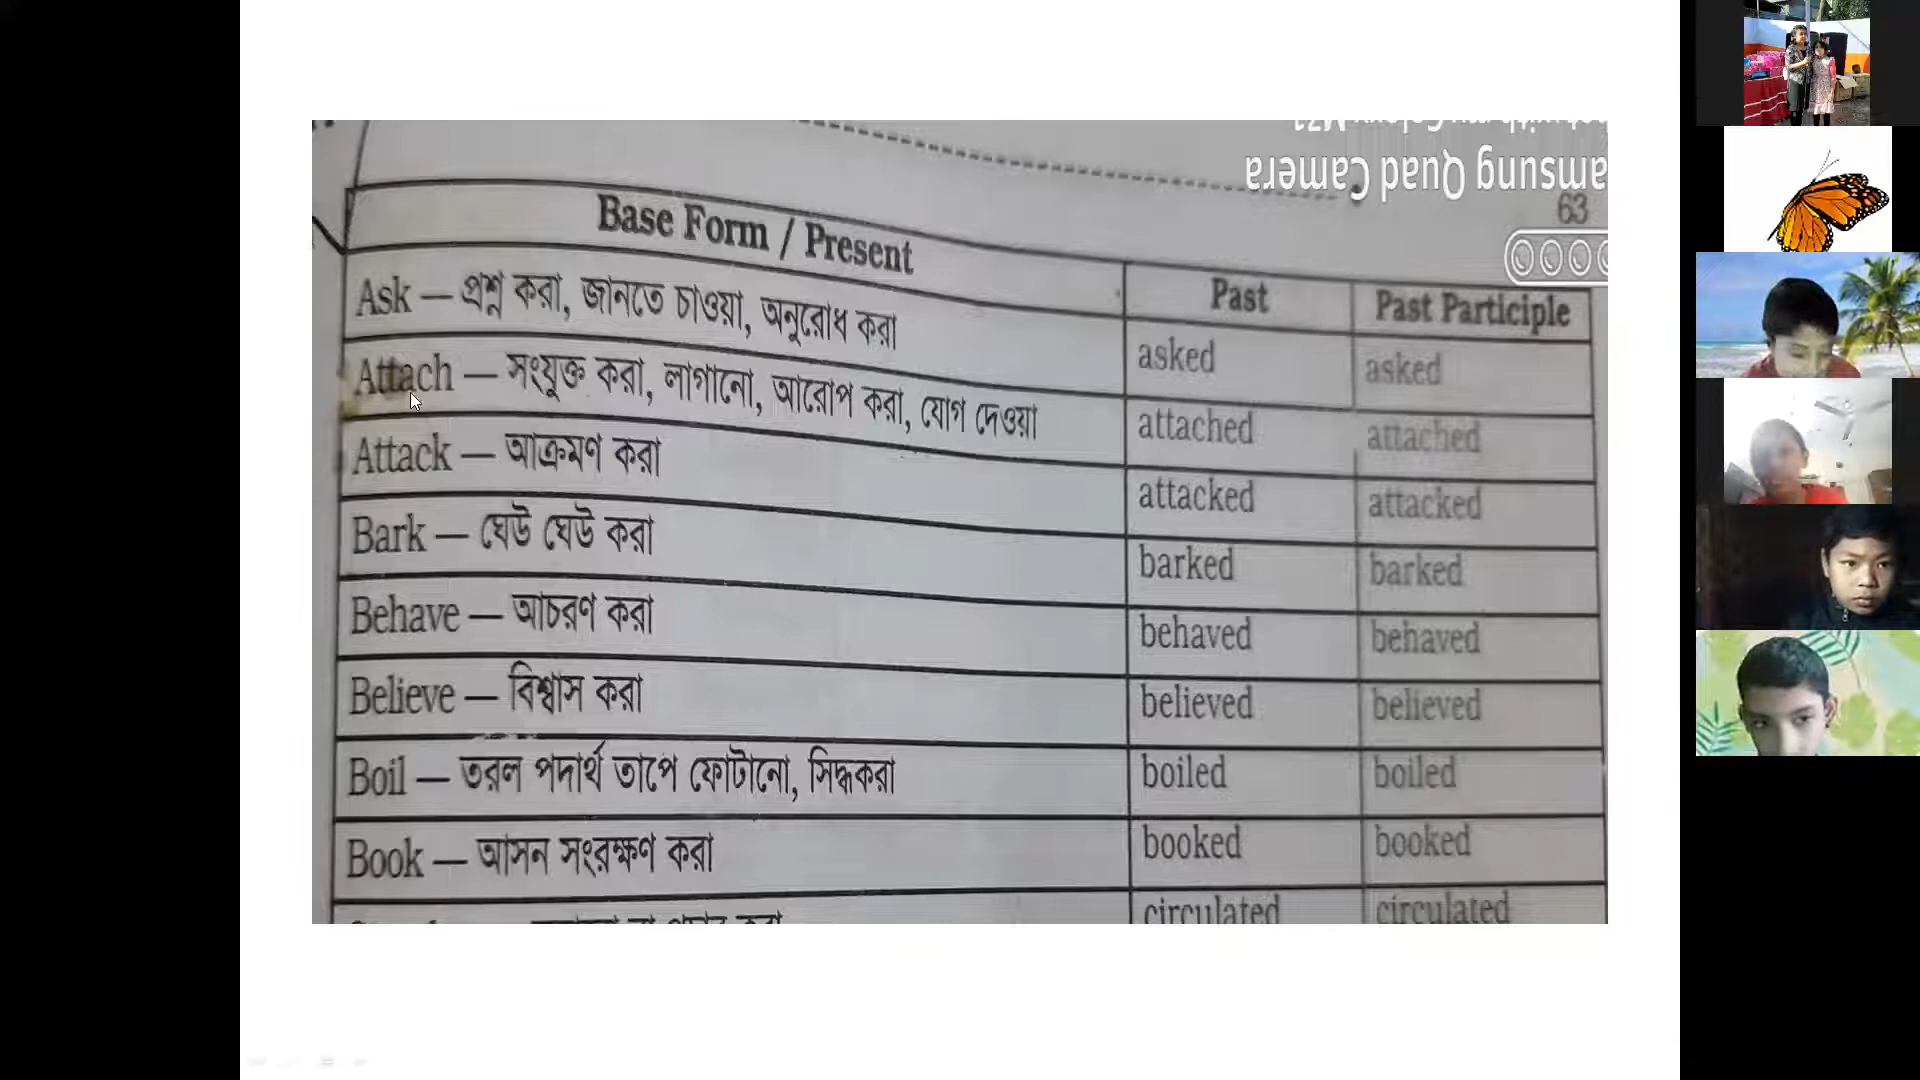 amsung Quad Camera
63
Base Form / Present
Past
Past Participle
Ask — প্রশ্ন করা, জানতে চাওয়া, অনুরোধ করা
asked
asked
Attach — সংযুক্ত করা, লাগানো, আরোপ করা, যোগ দেওয়া
attached
attached
Attack — আক্রমণ করা
attacked
attacked
Bark — ঘেউ ঘেউ করা
barked
barked
Behave — আচরণ করা
behaved
behaved
Believe — বিশ্বাস করা
believed
believed
Boil — তরল পদার্থ তাপে ফোটানো, সিদ্ধকরা
boiled
boiled
Book — আসন সংরক্ষণ করা
booked
booked
circulated
circulated